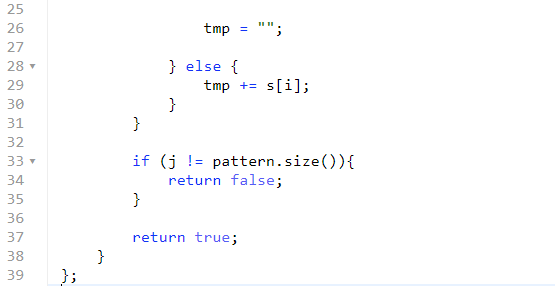 25
26                 tmp = "";
27
28             } else {
29                 tmp += s[i];
30             }
31         }
32
33         if (j != pattern.size()){
34             return false;
35         }
36
37         return true;
38     }
39 };